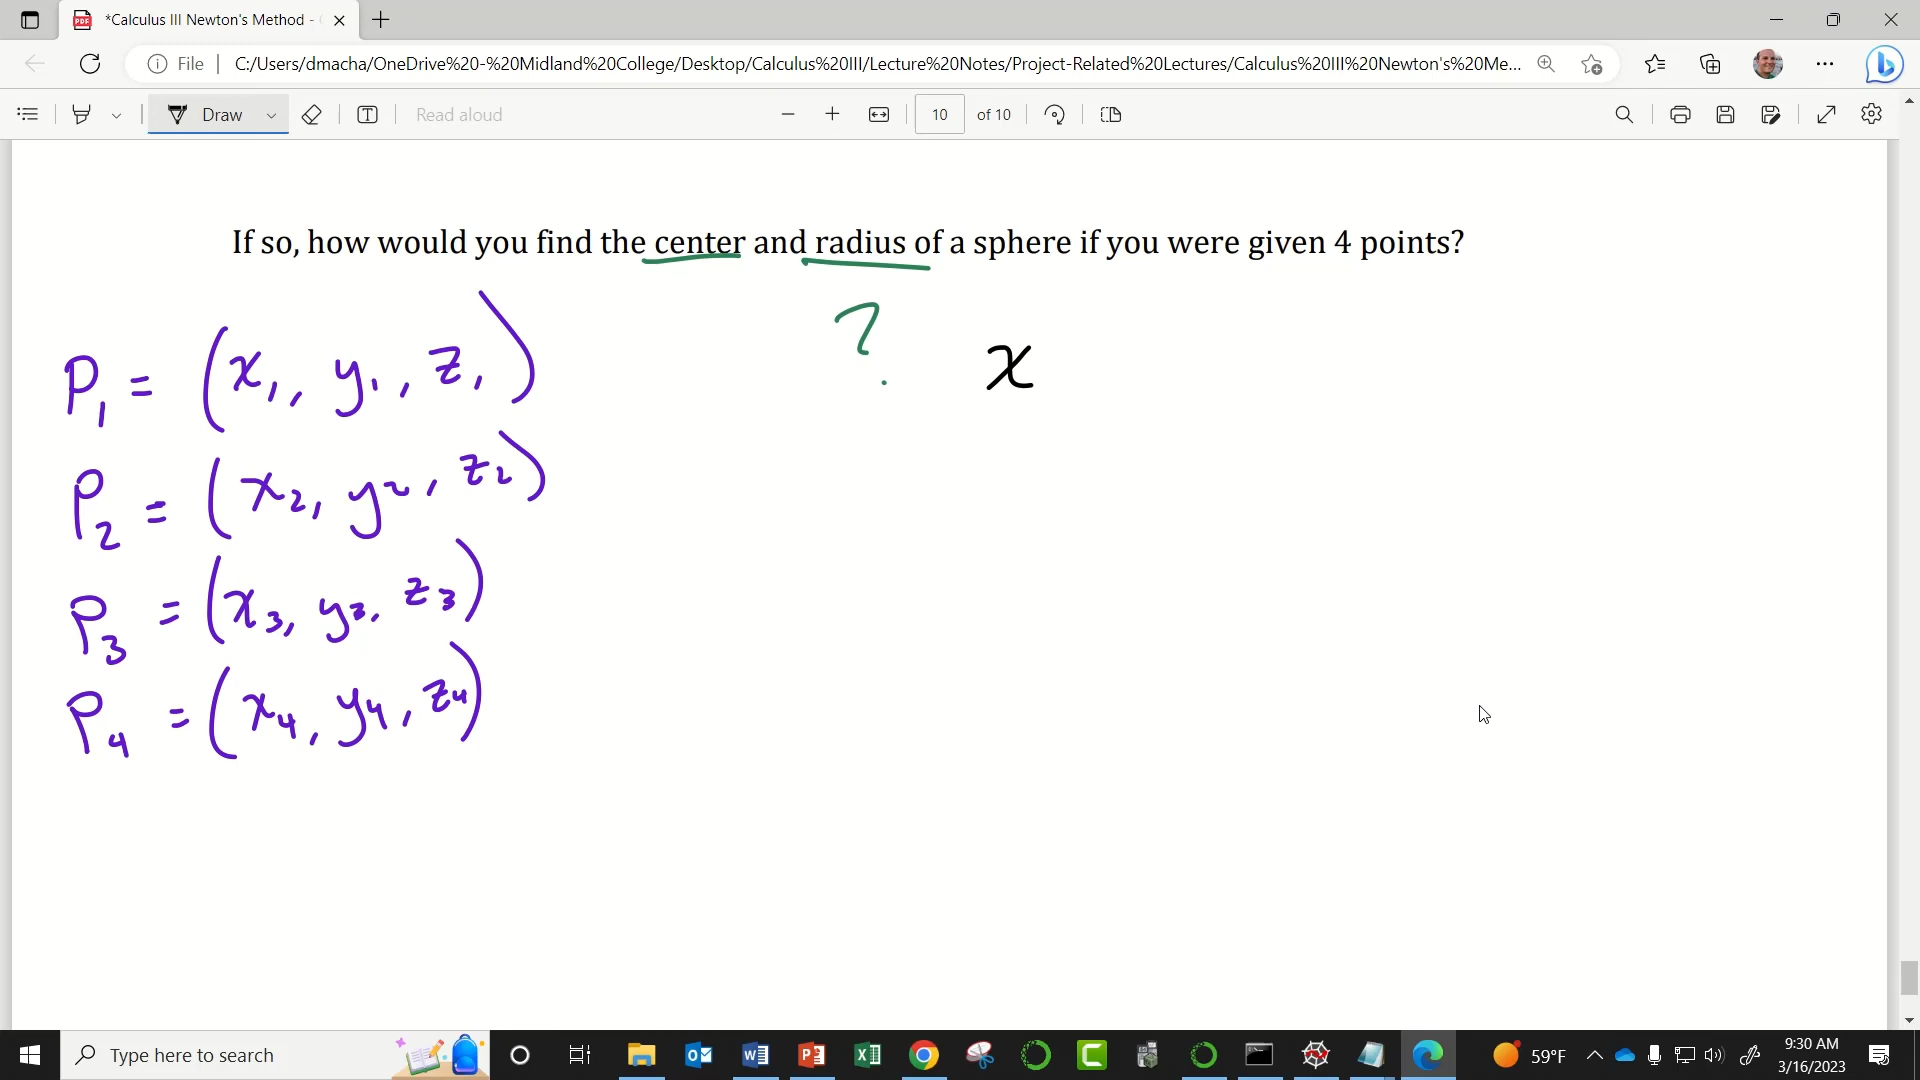 *Calculus III Newton's Method -
File
C:/Users/dmacha/OneDrive%20-%20Midland%20College/Desktop/Calculus%20III/Lecture%20Notes/Project-Related%20Lectures/Calculus%20III%20Newton's%20Me...
Draw
Read aloud
10 of 10
If so, how would you find the center and radius of a sphere if you were given 4 points?
? x
P1 = (x1, y1, z1)
P2 = (x2, y2, z2)
P3 = (x3, y3, z3)
P4 = (x4, y4, z4)
Type here to search
59°F
9:30 AM
3/16/2023